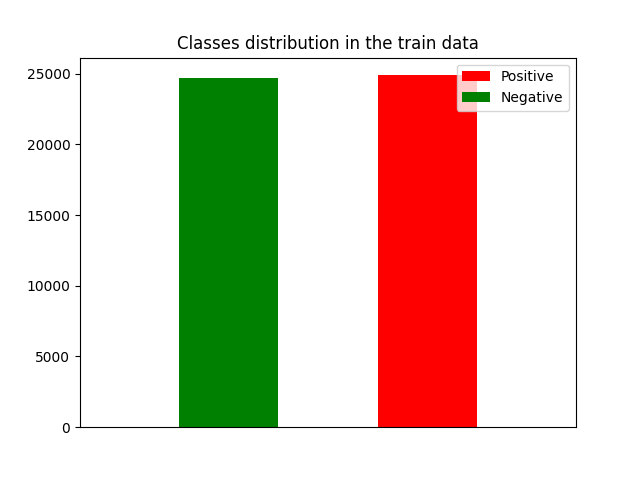 Classes distribution in the train data
25000
20000
15000
10000
5000
0
Positive
Negative